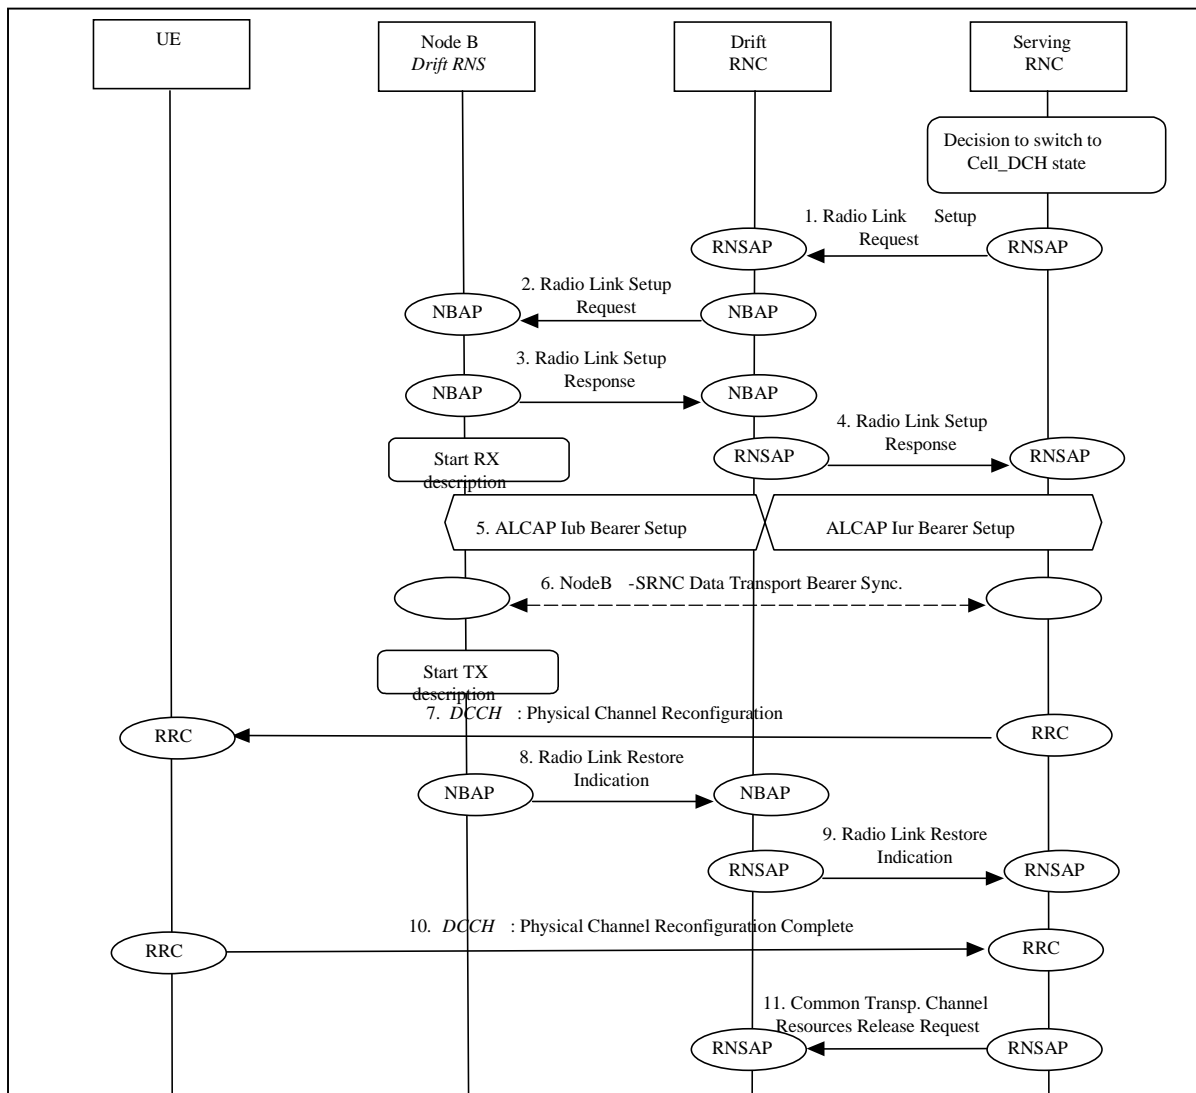 UE
Node B
Drift RNS
Drift
RNC
Serving
RNC
Decision to switch to
Cell_DCH state
1. Radio Link Setup
Request
RNSAP
RNSAP
2. Radio Link Setup
Request
NBAP
NBAP
3. Radio Link Setup
Response
NBAP
NBAP
4. Radio Link Setup
Response
RNSAP
RNSAP
Start RX
description
5. ALCAP Iub Bearer Setup
ALCAP Iur Bearer Setup
6. NodeB -SRNC Data Transport Bearer Sync.
Start TX
description
7. DCCH : Physical Channel Reconfiguration
RRC
RRC
8. Radio Link Restore
Indication
NBAP
NBAP
9. Radio Link Restore
Indication
RNSAP
RNSAP
10. DCCH : Physical Channel Reconfiguration Complete
RRC
RRC
11. Common Transp. Channel
Resources Release Request
RNSAP
RNSAP